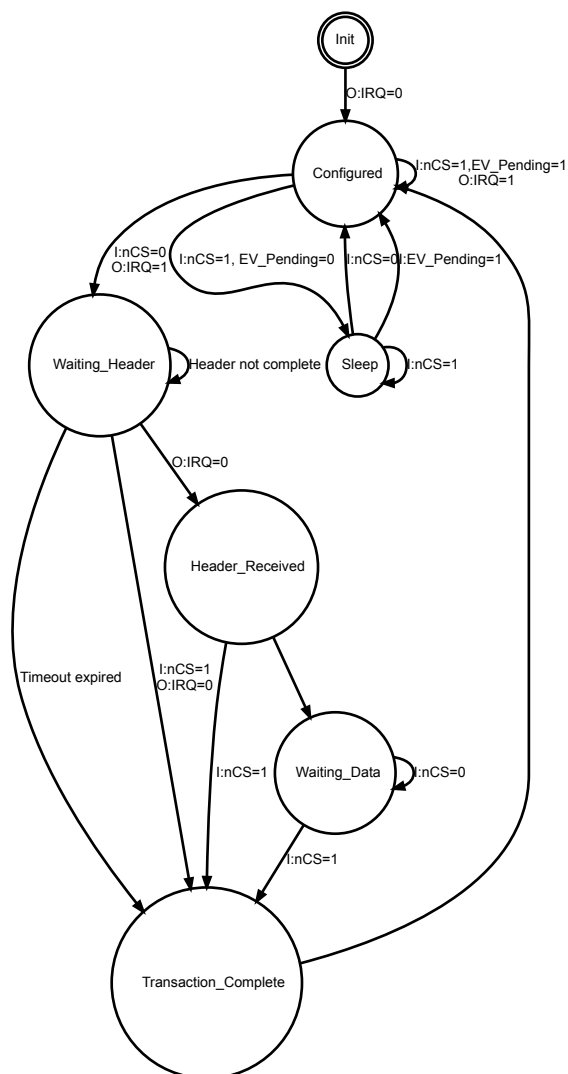 Init
O:IRQ=0
Configured
I:nCS=1,EV_Pending=1
O:IRQ=1
I:nCS=0
O:IRQ=1
I:nCS=1, EV_Pending=0
I:nCS=0
I:EV_Pending=1
Waiting_Header
Header not complete
Sleep
I:nCS=1
O:IRQ=0
Header_Received
Timeout expired
I:nCS=1
O:IRQ=0
I:nCS=1
Waiting_Data
I:nCS=0
I:nCS=1
Transaction_Complete